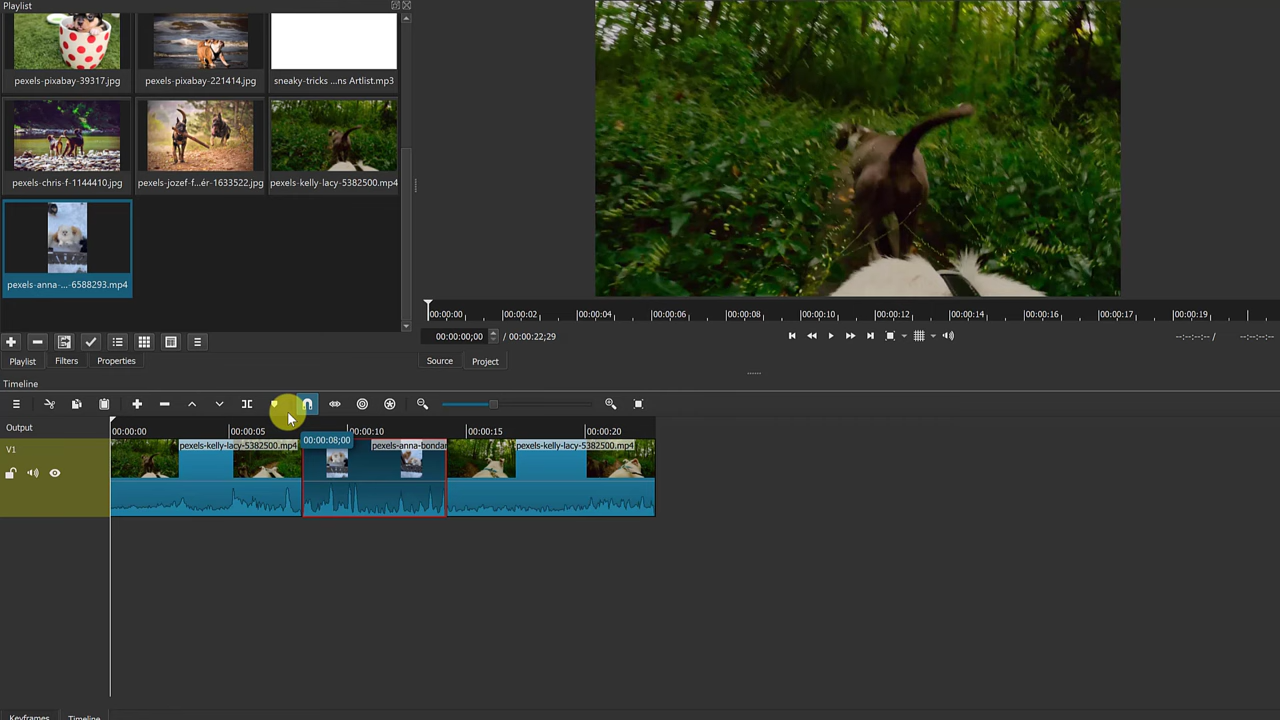 Playlist
pexels-pixabay-39317.jpg
pexels-pixabay-221414.jpg
sneaky-tricks ...ns Artlist.mp3
pexels-chris-f-1144410.jpg
pexels-jozef-f...ér-1633522.jpg
pexels-kelly-lacy-5382500.mp4
pexels-anna-...-6588293.mp4
00:00:00
00:00:02
00:00:04
00:00:06
00:00:08
00:00:10
00:00:12
00:00:14
00:00:16
00:00:17
00:00:19
00:00:00;00
/ 00:00:22;29
--:--:--;-- /
--:--:--;--
Playlist
Filters
Properties
Source
Project
Timeline
Output
00:00:00
00:00:05
00:00:10
00:00:15
00:00:20
00:00:08;00
V1
pexels-kelly-lacy-5382500.mp4
pexels-anna-bondar
pexels-kelly-lacy-5382500.mp4
Keyframes
Timeline